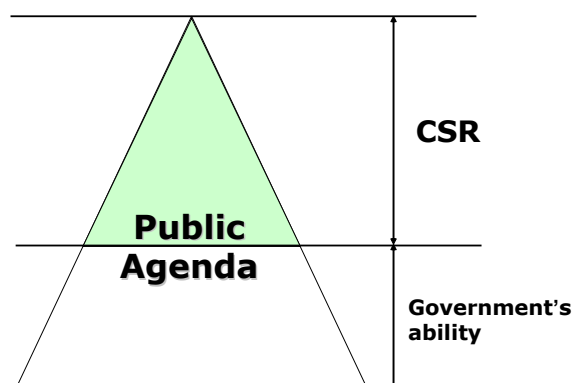 CSR
Public
Agenda
Government’s
ability